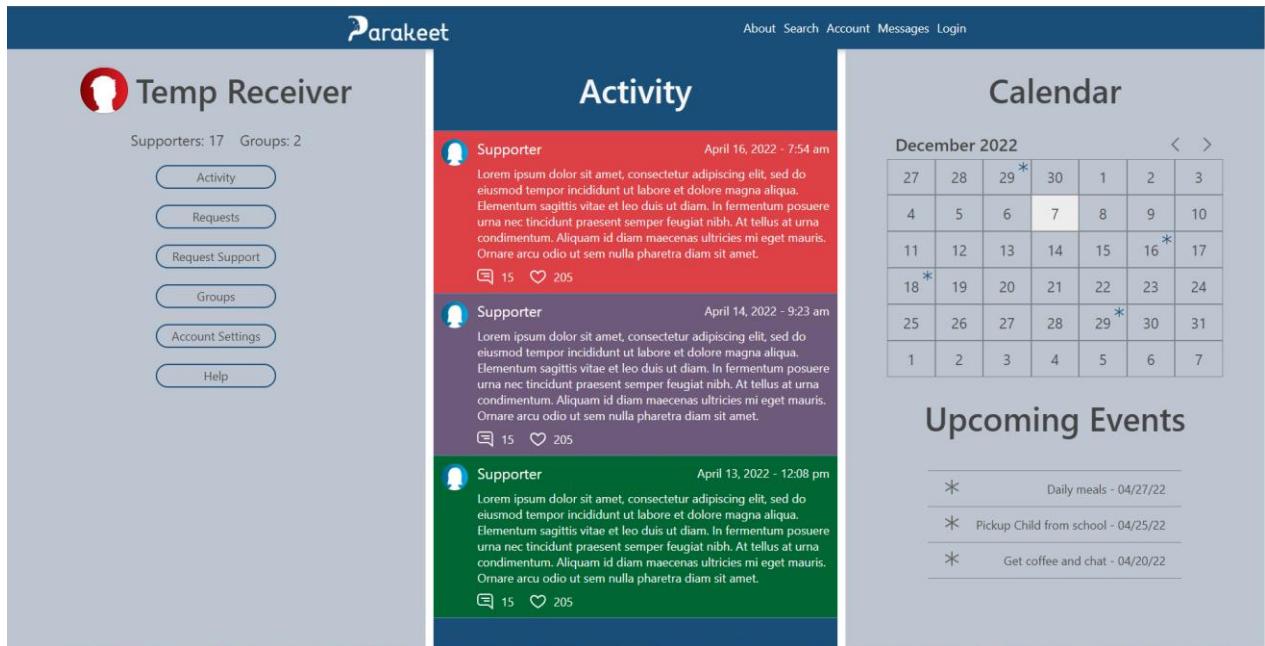 Parakeet
About Search Account Messages Login
Temp Receiver
Supporters: 17 Groups: 2
Activity
Requests
Request Support
Groups
Account Settings
Help
Activity
Supporter April 16, 2022 - 7:54 am
Lorem ipsum dolor sit amet, consectetur adipiscing elit, sed do
eiusmod tempor incididunt ut labore et dolore magna aliqua.
Elementum sagittis vitae et leo duis ut diam. In fermentum posuere
urna nec tincidunt praesent semper feugiat nibh. At tellus at urna
condimentum. Aliquam id diam maecenas ultricies mi eget mauris.
Ornare arcu odio ut sem nulla pharetra diam sit amet.
15 205
Supporter April 14, 2022 - 9:23 am
Lorem ipsum dolor sit amet, consectetur adipiscing elit, sed do
eiusmod tempor incididunt ut labore et dolore magna aliqua.
Elementum sagittis vitae et leo duis ut diam. In fermentum posuere
urna nec tincidunt praesent semper feugiat nibh. At tellus at urna
condimentum. Aliquam id diam maecenas ultricies mi eget mauris.
Ornare arcu odio ut sem nulla pharetra diam sit amet.
15 205
Supporter April 13, 2022 - 12:08 pm
Lorem ipsum dolor sit amet, consectetur adipiscing elit, sed do
eiusmod tempor incididunt ut labore et dolore magna aliqua.
Elementum sagittis vitae et leo duis ut diam. In fermentum posuere
urna nec tincidunt praesent semper feugiat nibh. At tellus at urna
condimentum. Aliquam id diam maecenas ultricies mi eget mauris.
Ornare arcu odio ut sem nulla pharetra diam sit amet.
15 205
Calendar
December 2022 < >
27 28 29* 30 1 2 3
4 5 6 7 8 9 10
11 12 13 14 15 16* 17
18* 19 20 21 22 23 24
25 26 27 28 29* 30 31
1 2 3 4 5 6 7
Upcoming Events
* Daily meals - 04/27/22
* Pickup Child from school - 04/25/22
* Get coffee and chat - 04/20/22